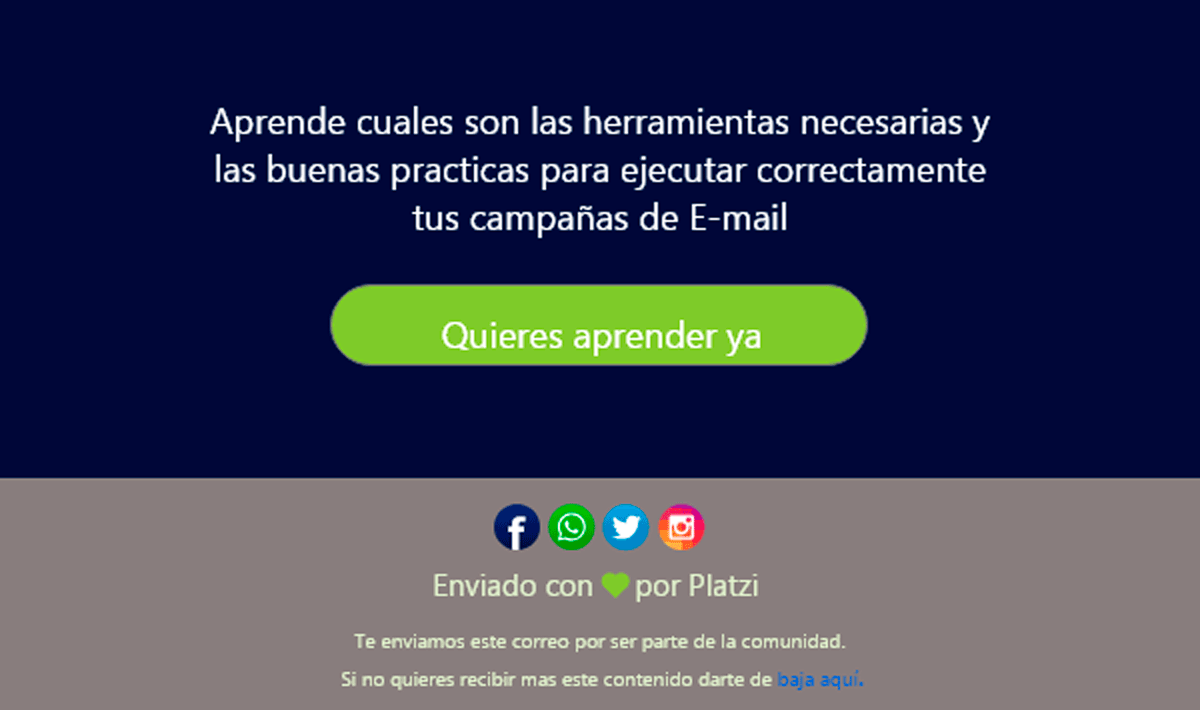 Aprende cuales son las herramientas necesarias y
las buenas practicas para ejecutar correctamente
tus campañas de E-mail
Quieres aprender ya
Enviado con por Platzi
Te enviamos este correo por ser parte de la comunidad.
Si no quieres recibir mas este contenido darte de baja aquí.